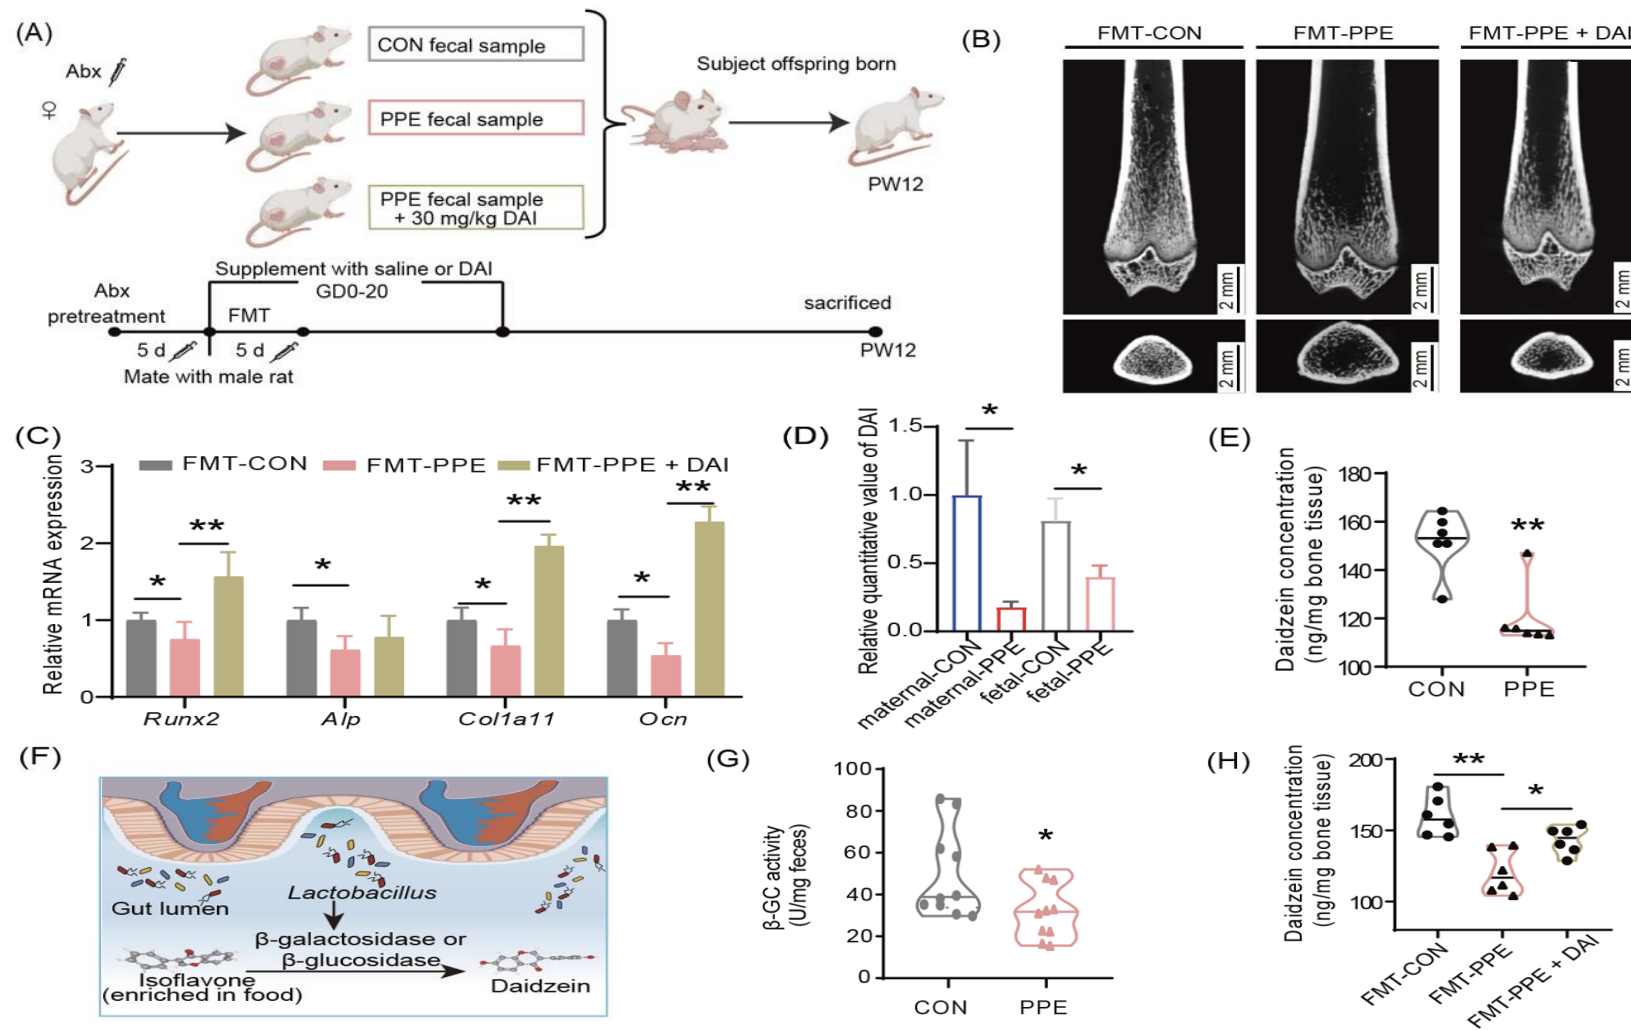 (A)
Abx
♀
CON fecal sample
PPE fecal sample
PPE fecal sample
+ 30 mg/kg DAI
Subject offspring born
PW12
Supplement with saline or DAI
GD0-20
Abx
pretreatment
FMT
sacrificed
5 d
5 d
PW12
Mate with male rat
(B)
FMT-CON
FMT-PPE
FMT-PPE + DAI
2 mm
2 mm
2 mm
2 mm
2 mm
2 mm
(C)
Relative mRNA expression
3
2
1
0
FMT-CON
FMT-PPE
FMT-PPE + DAI
*
**
*
*
**
*
**
Runx2
Alp
Col1a11
Ocn
(D)
Relative quantitative value of DAI
1.5
1.0
0.5
0.0
*
*
maternal-CON
maternal-PPE
fetal-CON
fetal-PPE
(E)
Daidzein concentration
(ng/mg bone tissue)
180
160
140
120
100
**
CON
PPE
(F)
Lactobacillus
Gut lumen
β-galactosidase or
β-glucosidase
Isoflavone
(enriched in food)
Daidzein
(G)
β-GC activity
(U/mg feces)
100
80
60
40
20
0
*
CON
PPE
(H)
Daidzein concentration
(ng/mg bone tissue)
200
150
100
**
*
FMT-CON
FMT-PPE
FMT-PPE + DAI